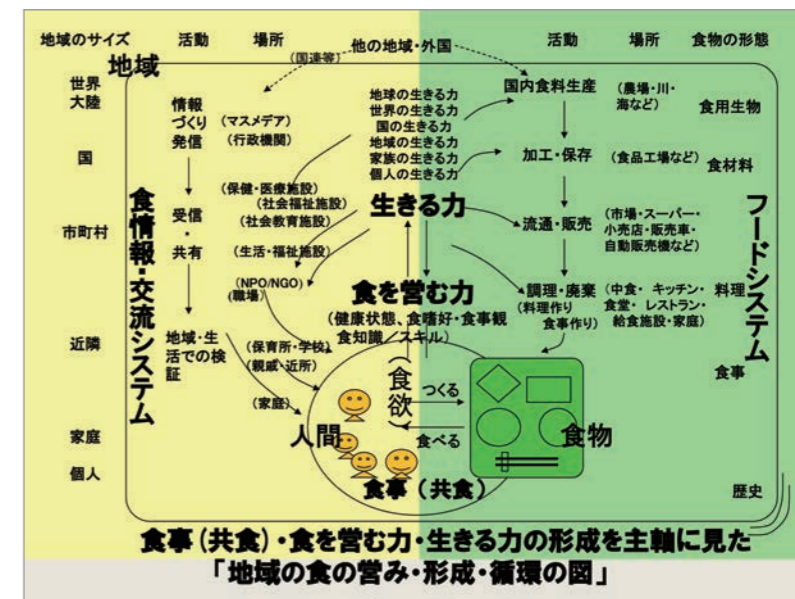 地域のサイズ 活動 場所 他の地域・外国 活動 場所 食物の形態
(国連等)
地域
世界
大陸
国
市町村
近隣
家庭
個人
食情報・交流システム
情報
づくり
発信
受信
・
共有
地域・生
活での検
証
(マスメデア)
(行政機関)
(保健・医療施設)
(社会福祉施設)
(社会教育施設)
(生活・福祉施設)
(NPO/NGO)
(職場)
(保育所・学校)
(親戚・近所)
(家庭)
地球の生きる力
世界の生きる力
国の生きる力
地域の生きる力
家族の生きる力
個人の生きる力
生きる力
食を営む力
(健康状態、食嗜好・食事観
食知識／スキル)
(食欲)
つくる
食べる
人間
食物
食事(共食)
国内食料生産
加工・保存
流通・販売
調理・廃棄
(料理作り
食事作り)
(農場・川・
海など)
(食品工場など)
(市場・スーパー・
小売店・販売車・
自動販売機など)
(中食・ キッチン・
食堂・ レストラン・
給食施設・家庭)
食用生物
食材料
料理
食事
歴史
フードシステム
食事(共食)・食を営む力・生きる力の形成を主軸に見た
「地域の食の営み・形成・循環の図」